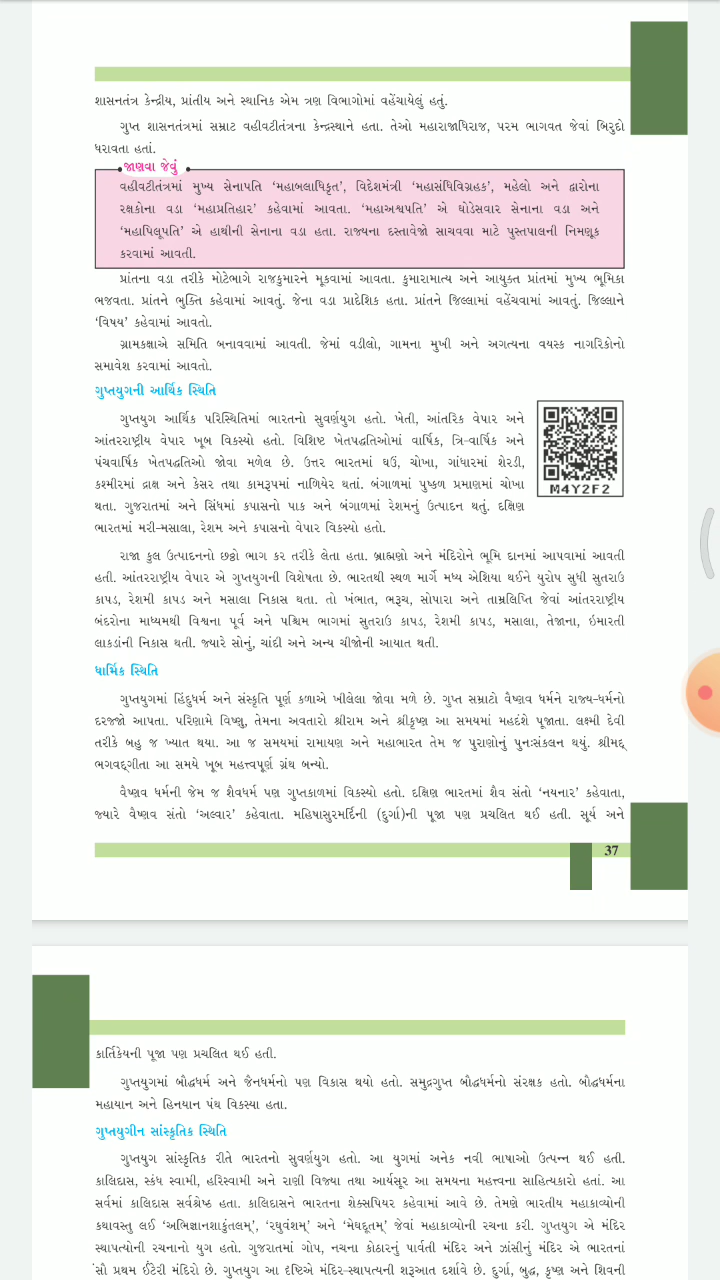 શાસનતંત્ર કેન્દ્રીય, પ્રાંતીય અને સ્થાનિક એમ ત્રણ વિભાગોમાં વહેંચાયેલું હતું.
ગુપ્ત શાસનતંત્રમાં સમ્રાટ વહીવટીતંત્રના કેન્દ્રસ્થાને હતા. તેઓ મહારાજાધિરાજ, પરમ ભાગવત જેવાં બિરુદો
ધરાવતા હતાં.
જાણવા જેવું
વહીવટીતંત્રમાં મુખ્ય સેનાપતિ ‘મહાબલાધિકૃત’, વિદેશમંત્રી ‘મહાસંધિવિગ્રહક’, મહેલો અને દ્વારોના
રક્ષકોના વડા ‘મહાપ્રતિહાર’ કહેવામાં આવતા. ‘મહાઅશ્વપતિ’ એ ઘોડેસવાર સેનાના વડા અને
‘મહાપિલૂપતિ’ એ હાથીની સેનાના વડા હતા. રાજ્યના દસ્તાવેજો સાચવવા માટે પુસ્તપાલની નિમણૂક
કરવામાં આવતી.
પ્રાંતના વડા તરીકે મોટેભાગે રાજકુમારને મૂકવામાં આવતા. કુમારામાત્ય અને આયુક્ત પ્રાંતમાં મુખ્ય ભૂમિકા
ભજવતા. પ્રાંતને ભુક્તિ કહેવામાં આવતું. જેના વડા પ્રાદેશિક હતા. પ્રાંતને જિલ્લામાં વહેંચવામાં આવતું. જિલ્લાને
‘વિષય’ કહેવામાં આવતો.
ગ્રામકક્ષાએ સમિતિ બનાવવામાં આવતી. જેમાં વડીલો, ગામના મુખી અને અગત્યના વયસ્ક નાગરિકોનો
સમાવેશ કરવામાં આવતો.
ગુપ્તયુગની આર્થિક સ્થિતિ
ગુપ્તયુગ આર્થિક પરિસ્થિતિમાં ભારતનો સુવર્ણયુગ હતો. ખેતી, આંતરિક વેપાર અને
આંતરરાષ્ટ્રીય વેપાર ખૂબ વિકસ્યો હતો. વિશિષ્ટ ખેતપદ્ધતિઓમાં વાર્ષિક, ત્રિ-વાર્ષિક અને
પંચવાર્ષિક ખેતપદ્ધતિઓ જોવા મળેલ છે. ઉત્તર ભારતમાં ઘઉં, ચોખા, ગાંધારમાં શેરડી,
કશ્મીરમાં દ્રાક્ષ અને કેસર તથા કામરૂપમાં નાળિયેર થતાં. બંગાળમાં પુષ્કળ પ્રમાણમાં ચોખા
થતા. ગુજરાતમાં અને સિંધમાં કપાસનો પાક અને બંગાળમાં રેશમનું ઉત્પાદન થતું. દક્ષિણ
ભારતમાં મરી-મસાલા, રેશમ અને કપાસનો વેપાર વિકસ્યો હતો.
M4Y2F2
રાજા કુલ ઉત્પાદનનો છઠ્ઠો ભાગ કર તરીકે લેતા હતા. બ્રાહ્મણો અને મંદિરોને ભૂમિ દાનમાં આપવામાં આવતી
હતી. આંતરરાષ્ટ્રીય વેપાર એ ગુપ્તયુગની વિશેષતા છે. ભારતથી સ્થળ માર્ગે મધ્ય એશિયા થઈને યુરોપ સુધી સુતરાઉ
કાપડ, રેશમી કાપડ અને મસાલા નિકાસ થતા. તો ખંભાત, ભરૂચ, સોપારા અને તામ્રલિપ્તિ જેવાં આંતરરાષ્ટ્રીય
બંદરોના માધ્યમથી વિશ્વના પૂર્વ અને પશ્ચિમ ભાગમાં સુતરાઉ કાપડ, રેશમી કાપડ, મસાલા, તેજાના, ઇમારતી
લાકડાંની નિકાસ થતી. જ્યારે સોનું, ચાંદી અને અન્ય ચીજોની આયાત થતી.
ધાર્મિક સ્થિતિ
ગુપ્તયુગમાં હિંદુધર્મ અને સંસ્કૃતિ પૂર્ણ કળાએ ખીલેલા જોવા મળે છે. ગુપ્ત સમ્રાટો વૈષ્ણવ ધર્મને રાજ્ય-ધર્મનો
દરજ્જો આપતા. પરિણામે વિષ્ણુ, તેમના અવતારો શ્રીરામ અને શ્રીકૃષ્ણ આ સમયમાં મહદંશે પૂજાતા. લક્ષ્મી દેવી
તરીકે બહુ જ ખ્યાત થયા. આ જ સમયમાં રામાયણ અને મહાભારત તેમ જ પુરાણોનું પુનઃસંકલન થયું. શ્રીમદ્
ભગવદ્ગીતા આ સમયે ખૂબ મહત્ત્વપૂર્ણ ગ્રંથ બન્યો.
વૈષ્ણવ ધર્મની જેમ જ શૈવધર્મ પણ ગુપ્તકાળમાં વિકસ્યો હતો. દક્ષિણ ભારતમાં શૈવ સંતો ‘નયનાર’ કહેવાતા,
જ્યારે વૈષ્ણવ સંતો ‘અલ્વાર’ કહેવાતા. મહિષાસુરમર્દિની (દુર્ગા)ની પૂજા પણ પ્રચલિત થઈ હતી. સૂર્ય અને
37
કાર્તિકેયની પૂજા પણ પ્રચલિત થઈ હતી.
ગુપ્તયુગમાં બૌદ્ધધર્મ અને જૈનધર્મનો પણ વિકાસ થયો હતો. સમુદ્રગુપ્ત બૌદ્ધધર્મનો સંરક્ષક હતો. બૌદ્ધધર્મના
મહાયાન અને હિનયાન પંથ વિકસ્યા હતા.
ગુપ્તયુગીન સાંસ્કૃતિક સ્થિતિ
ગુપ્તયુગ સાંસ્કૃતિક રીતે ભારતનો સુવર્ણયુગ હતો. આ યુગમાં અનેક નવી ભાષાઓ ઉત્પન્ન થઈ હતી.
કાલિદાસ, સ્કંધ સ્વામી, હરિસ્વામી અને રાણી વિજ્યા તથા આર્યસૂર આ સમયના મહત્ત્વના સાહિત્યકારો હતાં. આ
સર્વમાં કાલિદાસ સર્વશ્રેષ્ઠ હતા. કાલિદાસને ભારતના શેક્સપિયર કહેવામાં આવે છે. તેમણે ભારતીય મહાકાવ્યોની
કથાવસ્તુ લઈ ‘અભિજ્ઞાનશાકુંતલમ્’, ‘રઘુવંશમ્’ અને ‘મેઘદૂતમ્’ જેવાં મહાકાવ્યોની રચના કરી. ગુપ્તયુગ એ મંદિર
સ્થાપત્યોની રચનાનો યુગ હતો. ગુજરાતમાં ગોપ, નચના કોઠારનું પાર્વતી મંદિર અને ઝાંસીનું મંદિર એ ભારતનાં
સૌ પ્રથમ ઈંટેરી મંદિરો છે. ગુપ્તયુગ આ દૃષ્ટિએ મંદિર-સ્થાપત્યની શરૂઆત દર્શાવે છે. દુર્ગા, બુદ્ધ, કૃષ્ણ અને શિવની